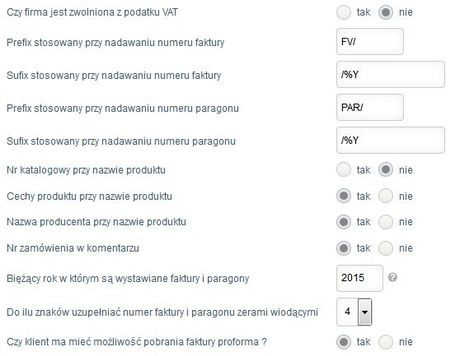 Czy firma jest zwolniona z podatku VAT tak nie
Prefix stosowany przy nadawaniu numeru faktury FV/
Sufix stosowany przy nadawaniu numeru faktury /%Y
Prefix stosowany przy nadawaniu numeru paragonu PAR/
Sufix stosowany przy nadawaniu numeru paragonu /%Y
Nr katalogowy przy nazwie produktu tak nie
Cechy produktu przy nazwie produktu tak nie
Nazwa producenta przy nazwie produktu tak nie
Nr zamówienia w komentarzu tak nie
Bieżący rok w którym są wystawiane faktury i paragony 2015 ?
Do ilu znaków uzupełniać numer faktury i paragonu zerami wiodącymi 4
Czy klient ma mieć możliwość pobrania faktury proforma ? tak nie